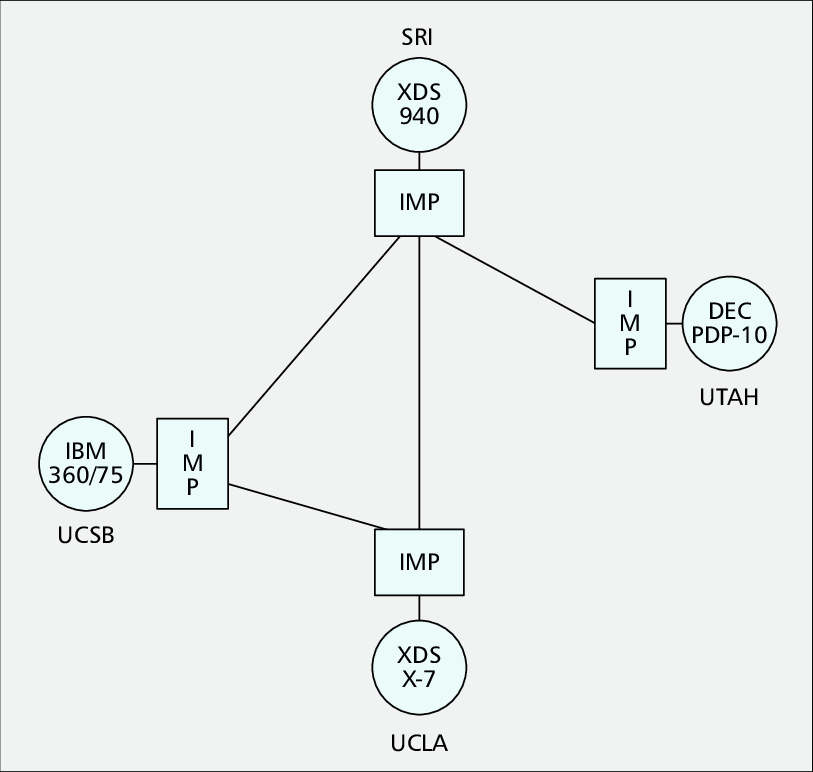 SRI
XDS
940
IMP
I
M
P
DEC
PDP-10
UTAH
IBM
360/75
I
M
P
UCSB
IMP
XDS
X-7
UCLA